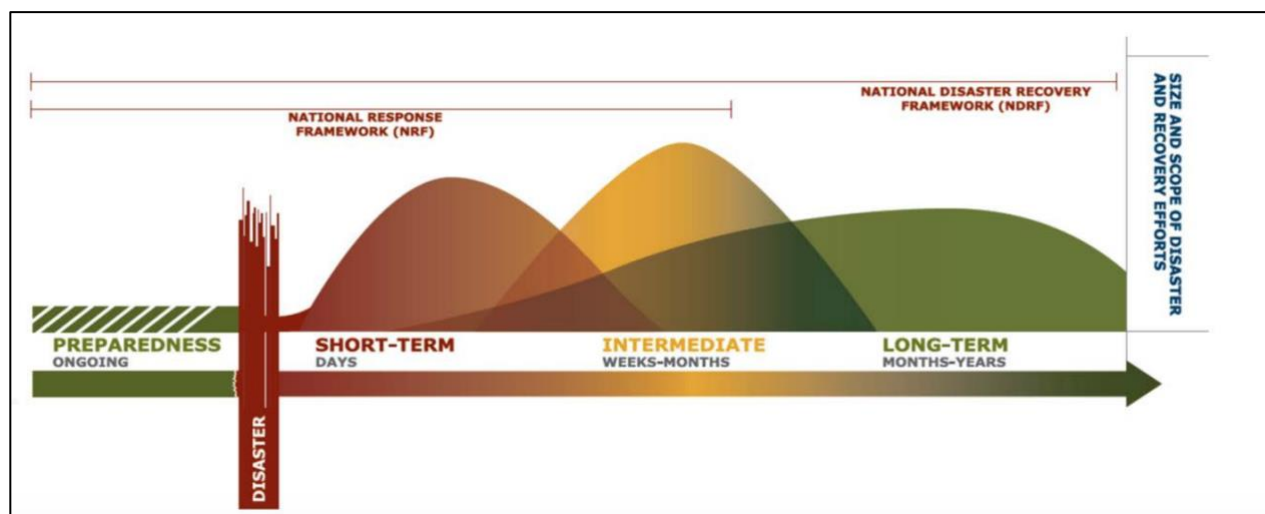 NATIONAL DISASTER RECOVERY
FRAMEWORK (NDRF)
NATIONAL RESPONSE
FRAMEWORK (NRF)
SIZE AND SCOPE OF DISASTER
AND RECOVERY EFFORTS
PREPAREDNESS
ONGOING
SHORT-TERM
DAYS
INTERMEDIATE
WEEKS-MONTHS
LONG-TERM
MONTHS-YEARS
DISASTER